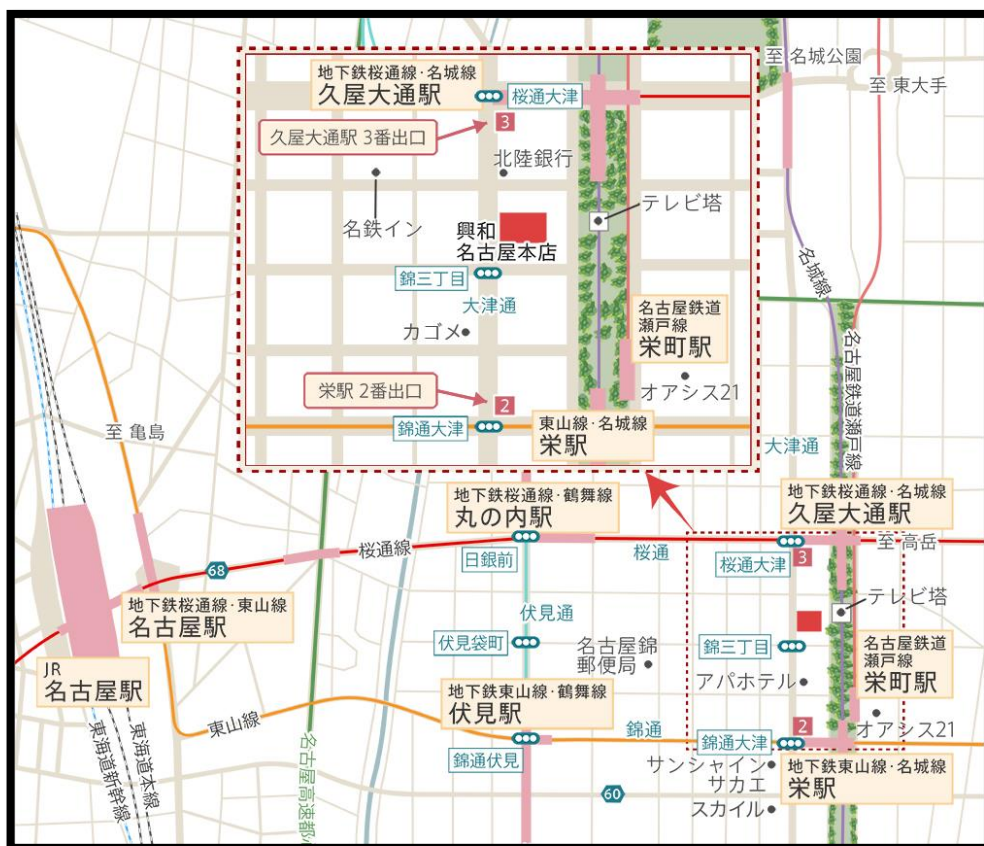 至 名城公園
至 東大手
地下鉄桜通線・名城線
久屋大通駅
桜通大津
3
久屋大通駅 3番出口
北陸銀行
名鉄イン
テレビ塔
興和
名古屋本店
錦三丁目
大津通
カゴメ
名古屋鉄道
瀬戸線
栄町駅
オアシス21
栄駅 2番出口
2
錦通大津
東山線・名城線
栄駅
名城線
名古屋鉄道瀬戸線
至 亀島
大津通
地下鉄桜通線・鶴舞線
丸の内駅
地下鉄桜通線・名城線
久屋大通駅
桜通線
日銀前
桜通
桜通大津
3
至 高岳
68
地下鉄桜通線・東山線
名古屋駅
伏見通
テレビ塔
伏見袋町
名古屋錦
郵便局
錦三丁目
名古屋鉄道
瀬戸線
栄町駅
JR
名古屋駅
アパホテル
地下鉄東山線・鶴舞線
伏見駅
東山線
錦通
2
オアシス21
錦通伏見
錦通大津
東海道新幹線
東海道本線
名古屋高速都心
サンシャイン
サカエ
地下鉄東山線・名城線
栄駅
60
スカイル